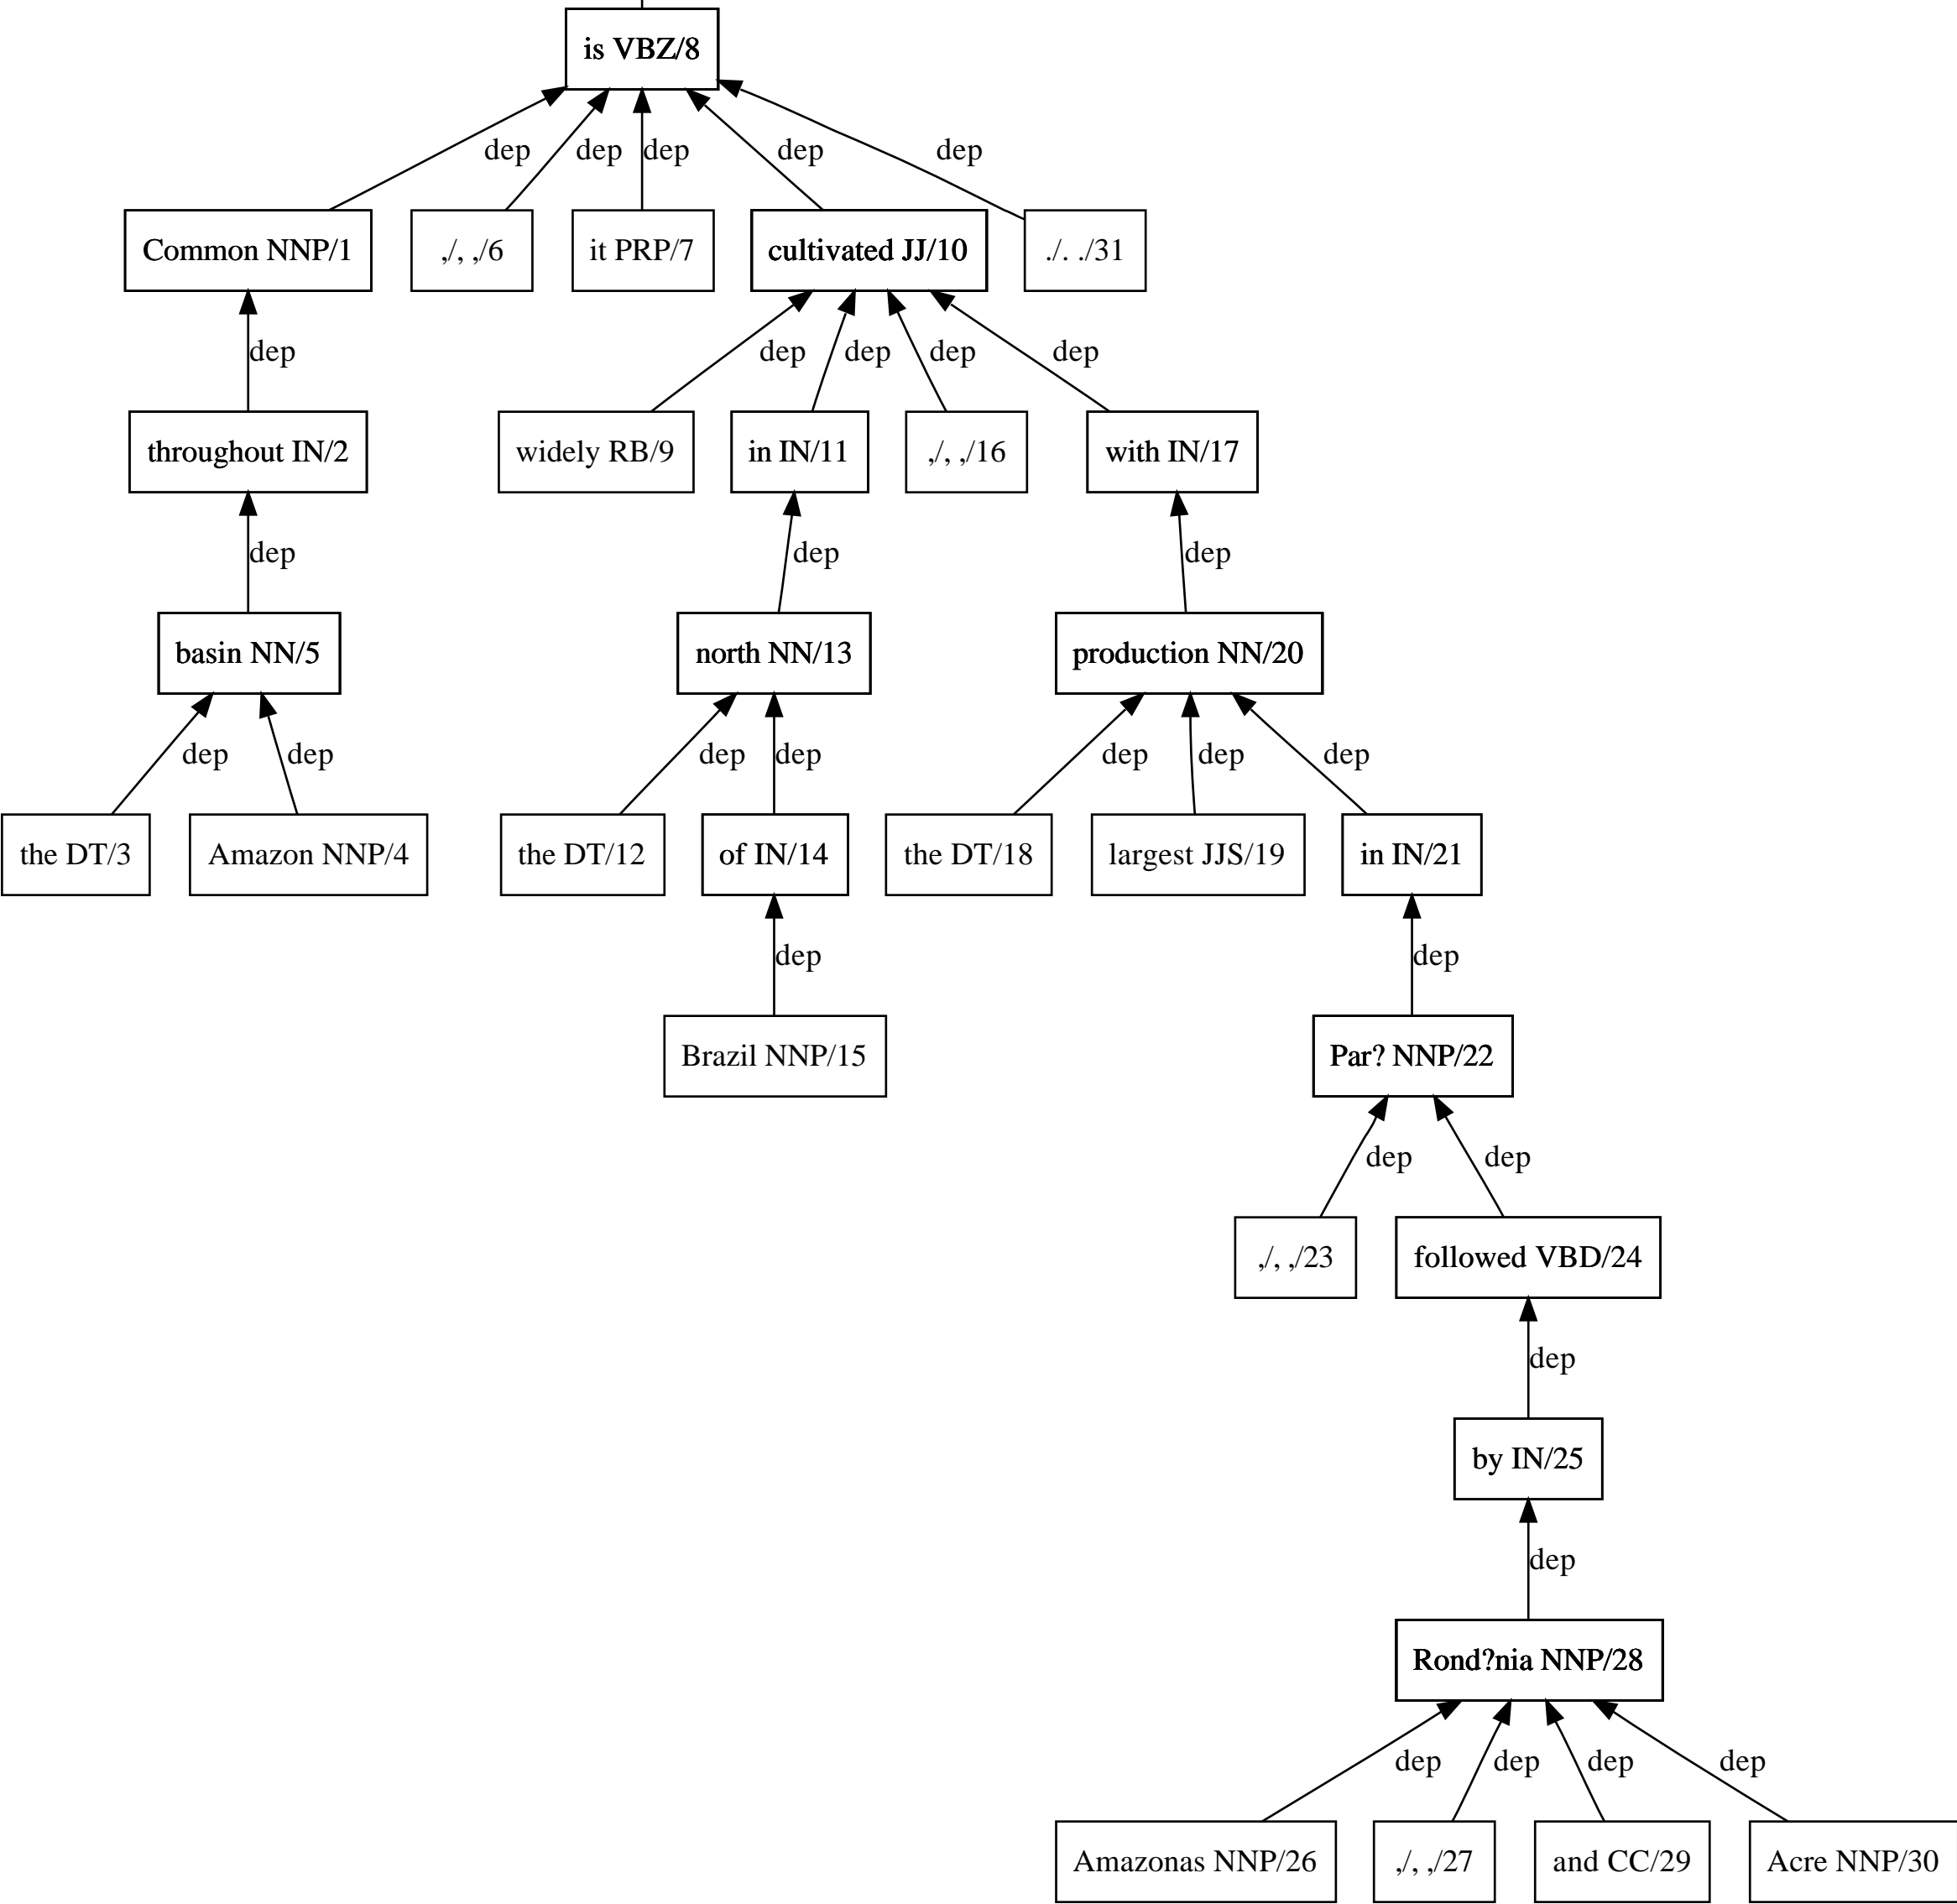 is VBZ/8
dep dep dep dep dep
Common NNP/1 ,/, ,/6 it PRP/7 cultivated JJ/10 ./. ./31
dep dep dep dep dep
throughout IN/2 widely RB/9 in IN/11 ,/, ,/16 with IN/17
dep dep dep
basin NN/5 north NN/13 production NN/20
dep dep dep dep dep dep dep
the DT/3 Amazon NNP/4 the DT/12 of IN/14 the DT/18 largest JJS/19 in IN/21
dep dep
Brazil NNP/15 Par? NNP/22
dep dep
,/, ,/23 followed VBD/24
dep
by IN/25
dep
Rond?nia NNP/28
dep dep dep dep
Amazonas NNP/26 ,/, ,/27 and CC/29 Acre NNP/30